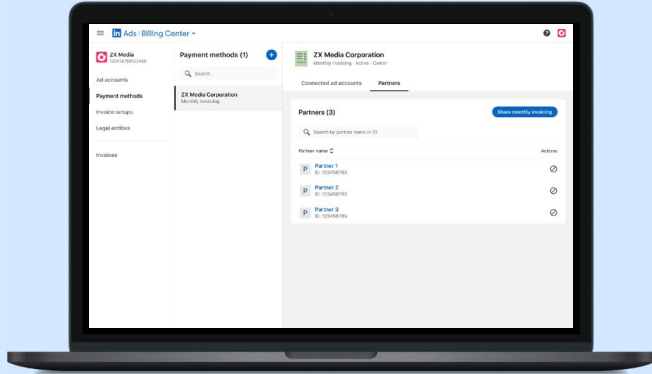 in Ads | Billing Center
ZX Media
Ad accounts
Payment methods
Invoice setups
Legal entities
Invoices
Payment methods (1)
Search
ZX Media Corporation
Monthly invoicing
ZX Media Corporation
Monthly invoicing · Active · Owner
Connected ad accounts Partners
Partners (3)
Share monthly invoicing
Search by partner name or ID
Partner name Actions
P Partner 1
ID: 123456789
P Partner 2
ID: 123456789
P Partner 3
ID: 123456789